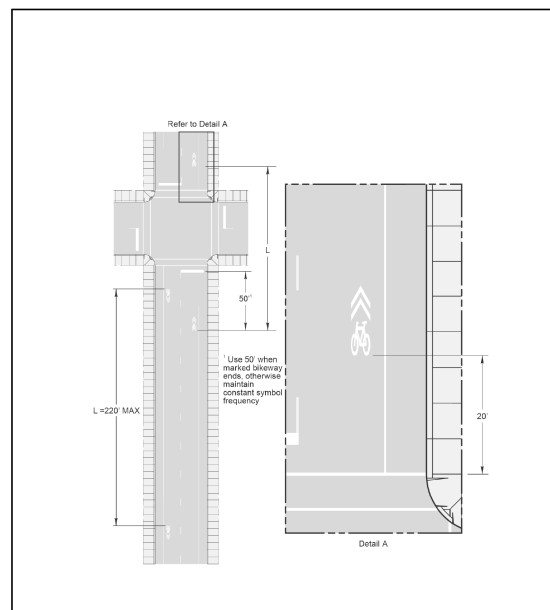 Refer to Detail A
L
50'¹
¹ Use 50' when
marked bikeway
ends, otherwise
maintain
constant symbol
frequency
L =220' MAX
20'
Detail A